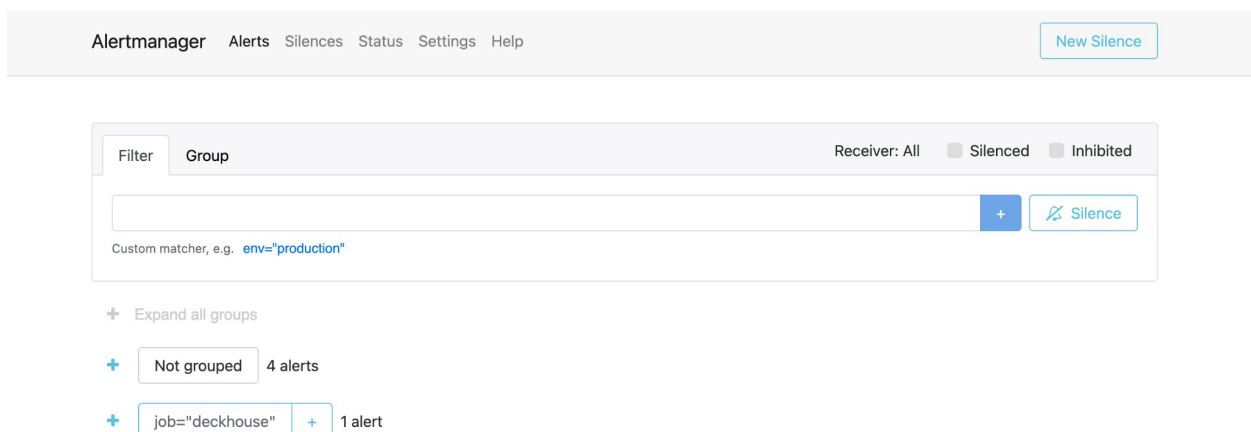 Alertmanager Alerts Silences Status Settings Help New Silence
Filter Group Receiver: All Silenced Inhibited
+ Silence
Custom matcher, e.g. env="production"
+ Expand all groups
+ Not grouped 4 alerts
+ job="deckhouse" + 1 alert